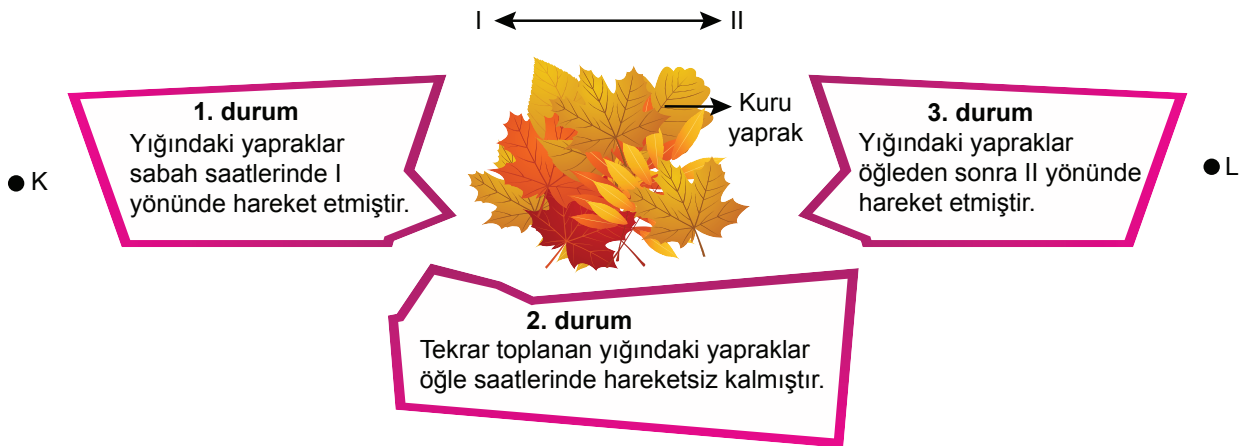 I
II
1. durum
Yığındaki yapraklar
sabah saatlerinde I
yönünde hareket etmiştir.
K
Kuru
yaprak
3. durum
Yığındaki yapraklar
öğleden sonra II yönünde
hareket etmiştir.
L
2. durum
Tekrar toplanan yığındaki yapraklar
öğle saatlerinde hareketsiz kalmıştır.